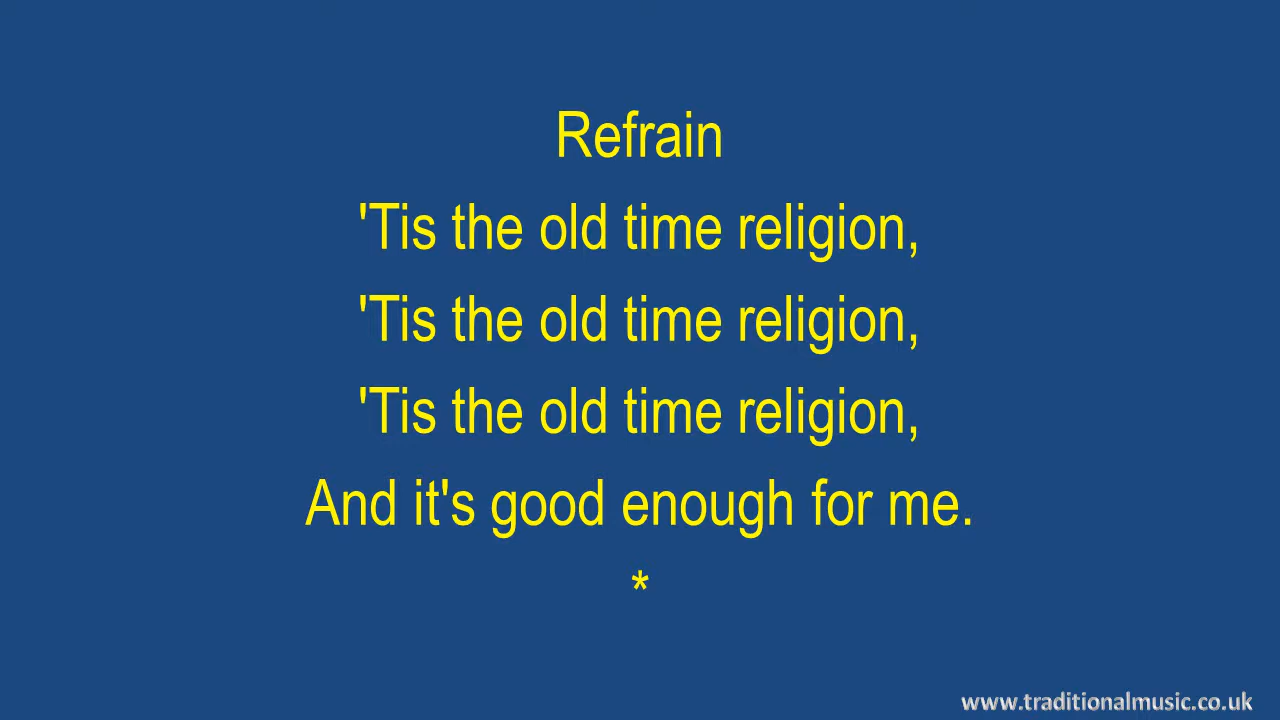 Refrain
'Tis the old time religion,
'Tis the old time religion,
'Tis the old time religion,
And it's good enough for me.
*
www.traditionalmusic.co.uk